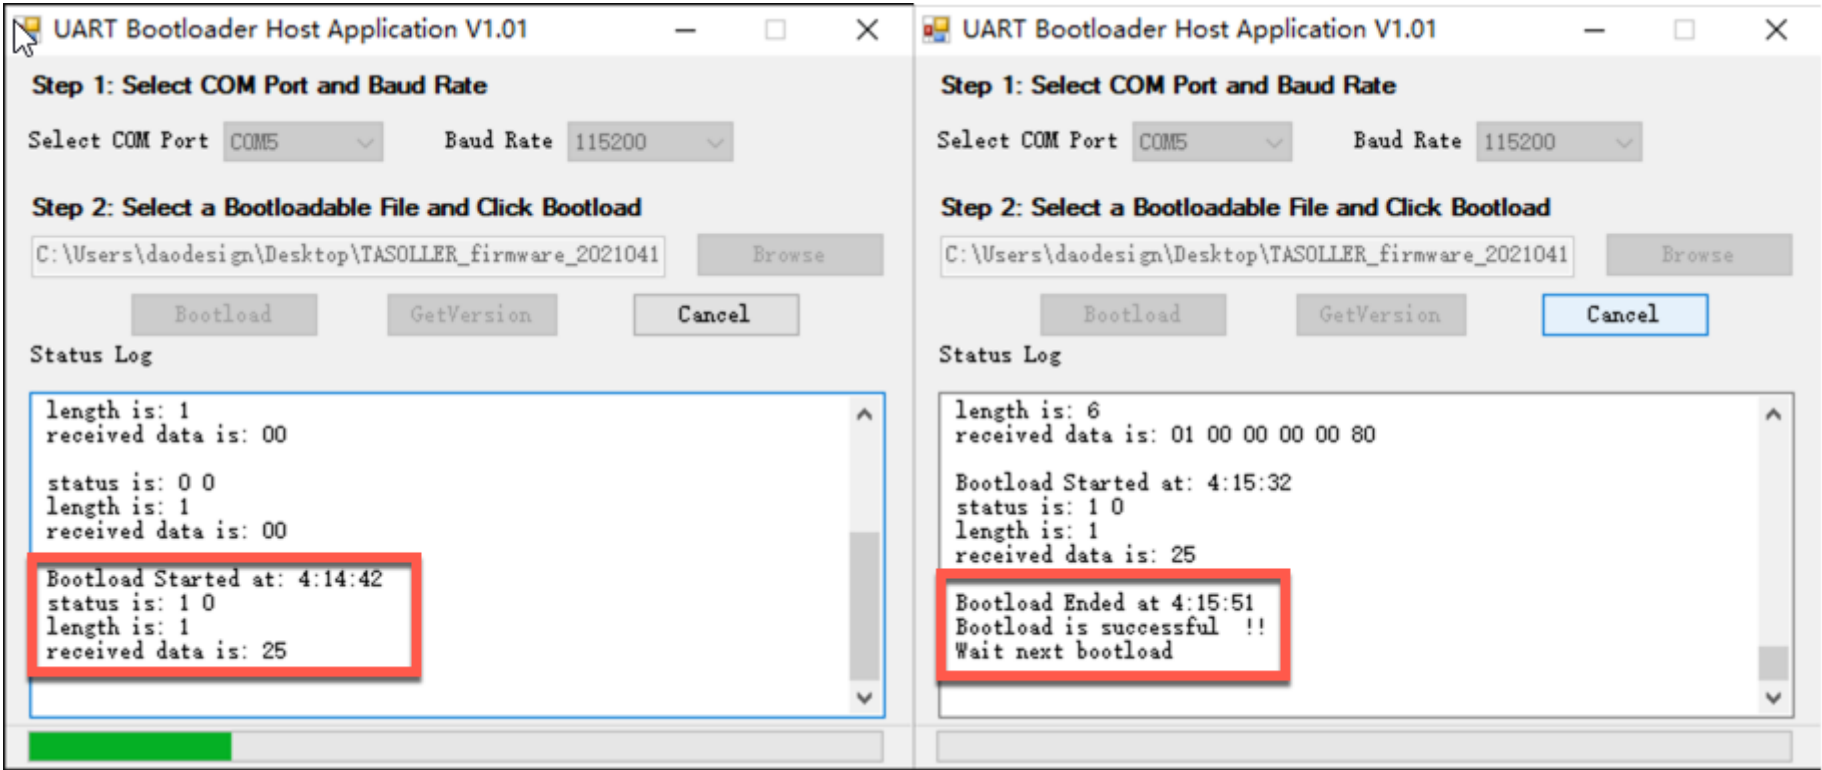 UART Bootloader Host Application V1.01
Step 1: Select COM Port and Baud Rate
Select COM Port COM5 Baud Rate 115200
Step 2: Select a Bootloadable File and Click Bootload
C:\Users\daodesign\Desktop\TASOLLER_firmware_2021041 Browse
Bootload GetVersion Cancel
Status Log
length is: 1
received data is: 00
status is: 0 0
length is: 1
received data is: 00
Bootload Started at: 4:14:42
status is: 1 0
length is: 1
received data is: 25
UART Bootloader Host Application V1.01
Step 1: Select COM Port and Baud Rate
Select COM Port COM5 Baud Rate 115200
Step 2: Select a Bootloadable File and Click Bootload
C:\Users\daodesign\Desktop\TASOLLER_firmware_2021041 Browse
Bootload GetVersion Cancel
Status Log
length is: 6
received data is: 01 00 00 00 00 80
Bootload Started at: 4:15:32
status is: 1 0
length is: 1
received data is: 25
Bootload Ended at 4:15:51
Bootload is successful !!
Wait next bootload